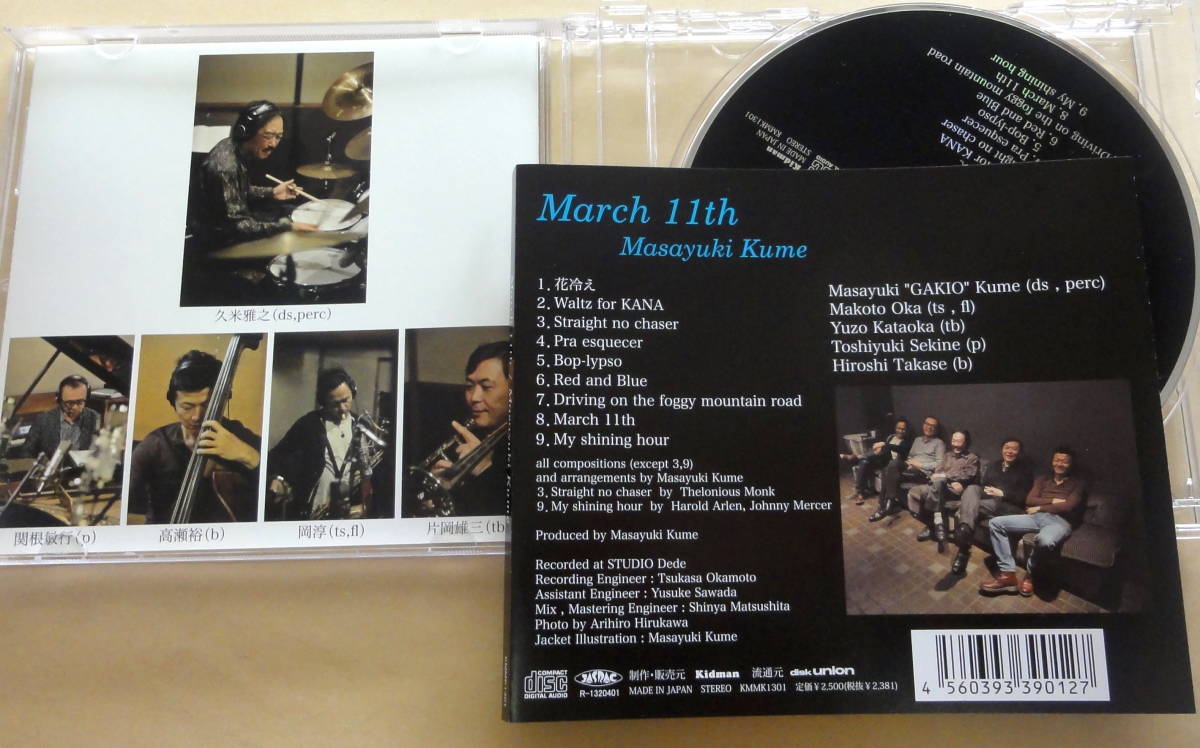 久米雅之(ds,perc)
関根敏行(p)
高瀬裕(b)
岡淳(ts,fl)
片岡雄三(tb
for KANA
ght no chaser
Pra esquecer
5. Bop-lypso
6. Red and Blue
Driving on the foggy mountain road
8. March 11th
9. My shining hour
Kidman
MADE IN JAPAN
STEREO KMMK1301
March 11th
Masayuki Kume
1. 花冷え
2. Waltz for KANA
3. Straight no chaser
4. Pra esquecer
5. Bop-lypso
6. Red and Blue
7. Driving on the foggy mountain road
8. March 11th
9. My shining hour
all compositions (except 3,9)
and arrangements by Masayuki Kume
3. Straight no chaser by Thelonious Monk
9. My shining hour by Harold Arlen, Johnny Mercer
Produced by Masayuki Kume
Recorded at STUDIO Dede
Recording Engineer : Tsukasa Okamoto
Assistant Engineer : Yusuke Sawada
Mix , Mastering Engineer : Shinya Matsushita
Photo by Arihiro Hirukawa
Jacket Illustration : Masayuki Kume
Masayuki "GAKIO" Kume (ds , perc)
Makoto Oka (ts , fl)
Yuzo Kataoka (tb)
Toshiyuki Sekine (p)
Hiroshi Takase (b)
COMPACT
disc
DIGITAL AUDIO
JASRAC
R-1320401
制作・販売元 Kidman 流通元 diskunion
MADE IN JAPAN STEREO KMMK1301 定価¥2,500(税抜¥2,381)
4 560393 390127